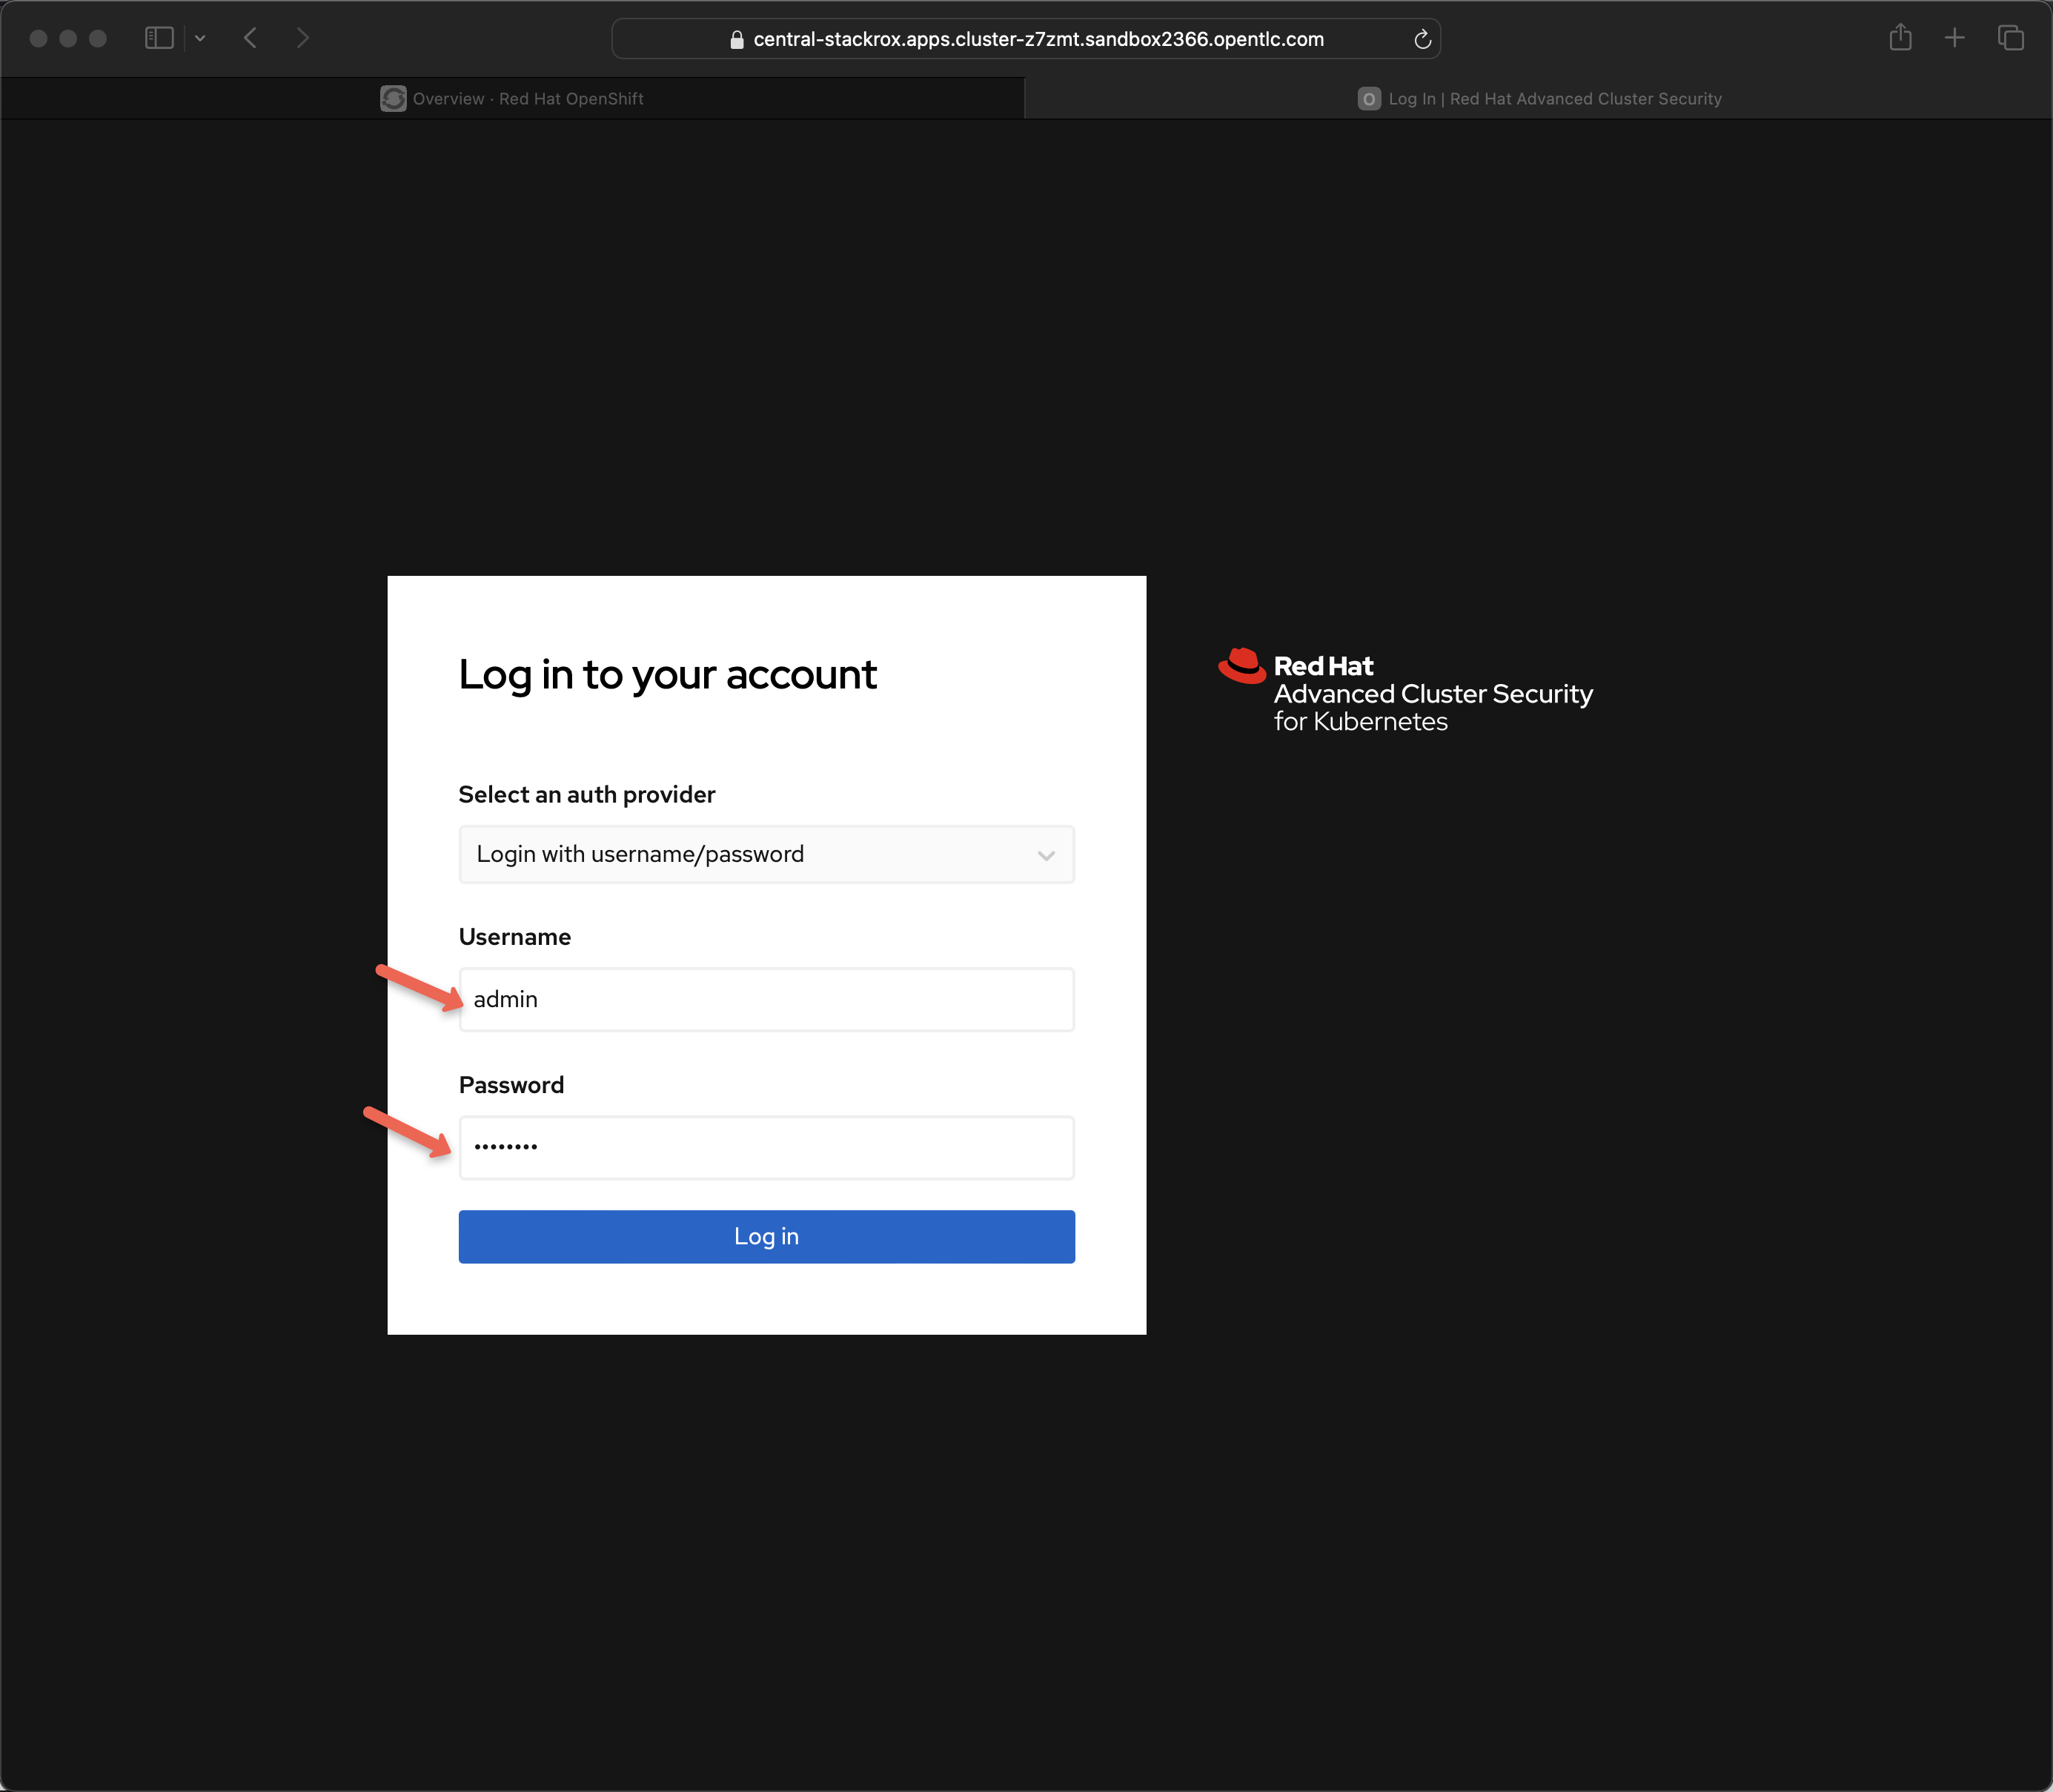 central-stackrox.apps.cluster-z7zmt.sandbox2366.opentlc.com
Overview · Red Hat OpenShift
O Log In | Red Hat Advanced Cluster Security
Log in to your account
Select an auth provider
Login with username/password
Username
admin
Password
••••••••
Log in
Red Hat
Advanced Cluster Security
for Kubernetes